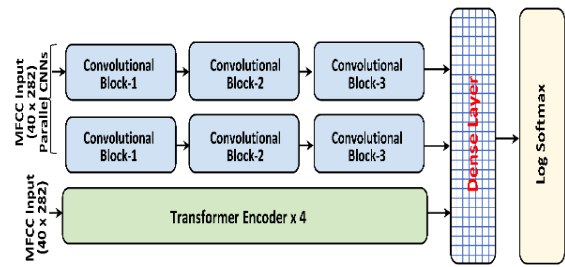 MFCC Input
(40 x 282)
Parallel CNNs
Convolutional
Block-1
Convolutional
Block-2
Convolutional
Block-3
Convolutional
Block-1
Convolutional
Block-2
Convolutional
Block-3
MFCC Input
(40 x 282)
Transformer Encoder x 4
Dense Layer
Log Softmax